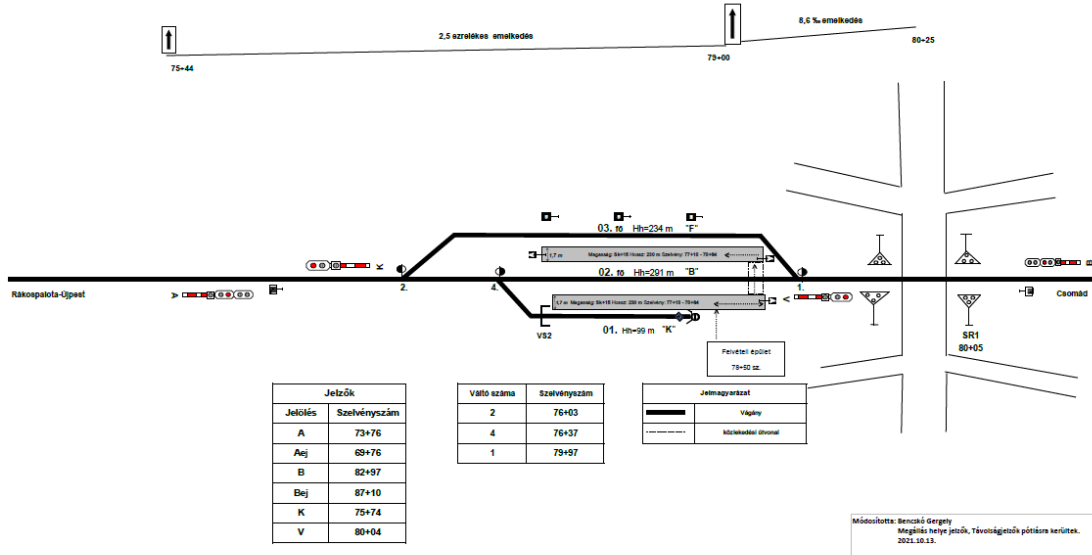 8,6 ‰ emelkedés
2,5 ezrelékes emelkedés
80+25
79+00
75+44
03. fő Hh=234 m "F"
1,7 m
02. fő Hh=291 m "B"
K
B
2.
4.
1.
Rákospalota-Újpest
A
V
Csomád
01. Hh=99 m "K"
VS2
SR1
80+05
Felvételi épület
78+50 sz.
Jelzők
Jelölés Szelvényszám
A 73+76
Aej 69+76
B 82+97
Bej 87+10
K 75+74
V 80+04
Váltó száma Szelvényszám
2 76+03
4 76+37
1 79+97
Jelmagyarázat
Vágány
közlekedési útvonal
Módosította: Bencskó Gergely
Megállás helye jelzők, Távolságjelzők pótlásra kerültek.
2021.10.13.